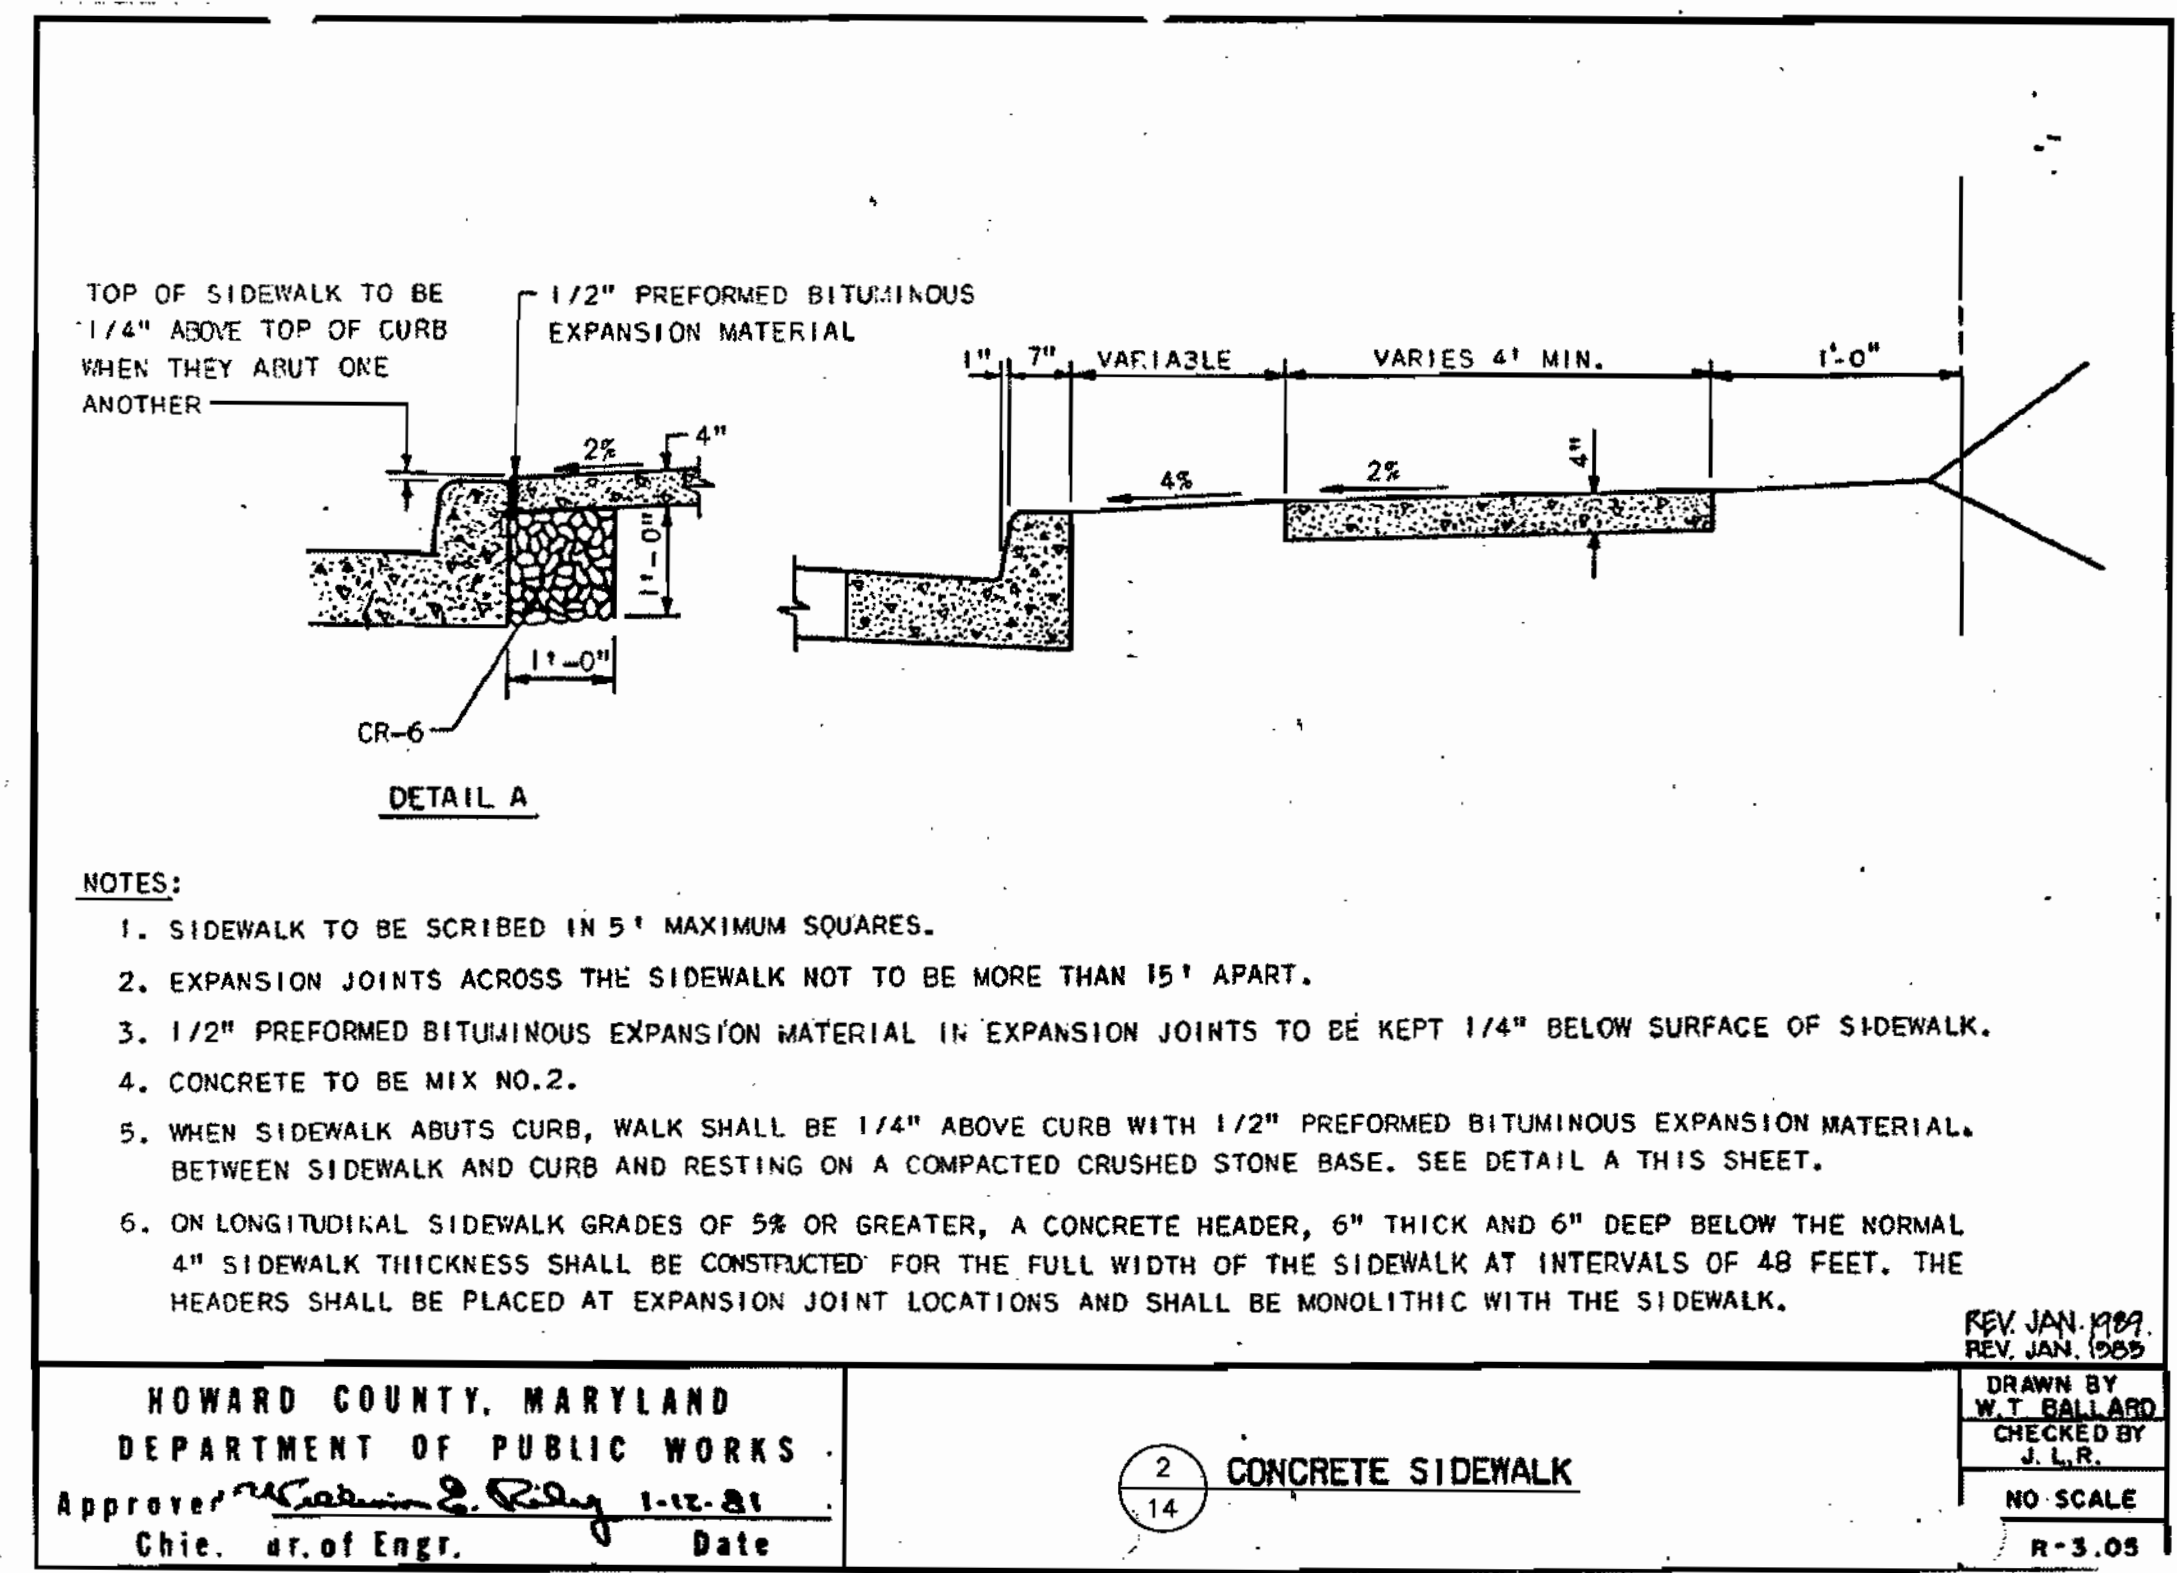 TOP OF SIDEWALK TO BE
1/4" ABOVE TOP OF CURB
WHEN THEY ABUT ONE
ANOTHER
1/2" PREFORMED BITUMINOUS
EXPANSION MATERIAL
2%
4"
1'-0"
1'-0"
CR-6
DETAIL A
1" 7" VARIABLE VARIES 4' MIN. 1'-0"
4%
2%
4"
NOTES:
1. SIDEWALK TO BE SCRIBED IN 5' MAXIMUM SQUARES.
2. EXPANSION JOINTS ACROSS THE SIDEWALK NOT TO BE MORE THAN 15' APART.
3. 1/2" PREFORMED BITUMINOUS EXPANSION MATERIAL IN EXPANSION JOINTS TO BE KEPT 1/4" BELOW SURFACE OF SIDEWALK.
4. CONCRETE TO BE MIX NO.2.
5. WHEN SIDEWALK ABUTS CURB, WALK SHALL BE 1/4" ABOVE CURB WITH 1/2" PREFORMED BITUMINOUS EXPANSION MATERIAL.
BETWEEN SIDEWALK AND CURB AND RESTING ON A COMPACTED CRUSHED STONE BASE. SEE DETAIL A THIS SHEET.
6. ON LONGITUDINAL SIDEWALK GRADES OF 5% OR GREATER, A CONCRETE HEADER, 6" THICK AND 6" DEEP BELOW THE NORMAL
4" SIDEWALK THICKNESS SHALL BE CONSTRUCTED FOR THE FULL WIDTH OF THE SIDEWALK AT INTERVALS OF 48 FEET. THE
HEADERS SHALL BE PLACED AT EXPANSION JOINT LOCATIONS AND SHALL BE MONOLITHIC WITH THE SIDEWALK.
REV. JAN. 1989.
REV. JAN. 1985
HOWARD COUNTY, MARYLAND
DEPARTMENT OF PUBLIC WORKS
Approved E. Riley 1-12-81
Chie. ur. of Engr. Date
2
14
CONCRETE SIDEWALK
DRAWN BY
W.T BALLARD
CHECKED BY
J.L.R.
NO SCALE
R-3.05